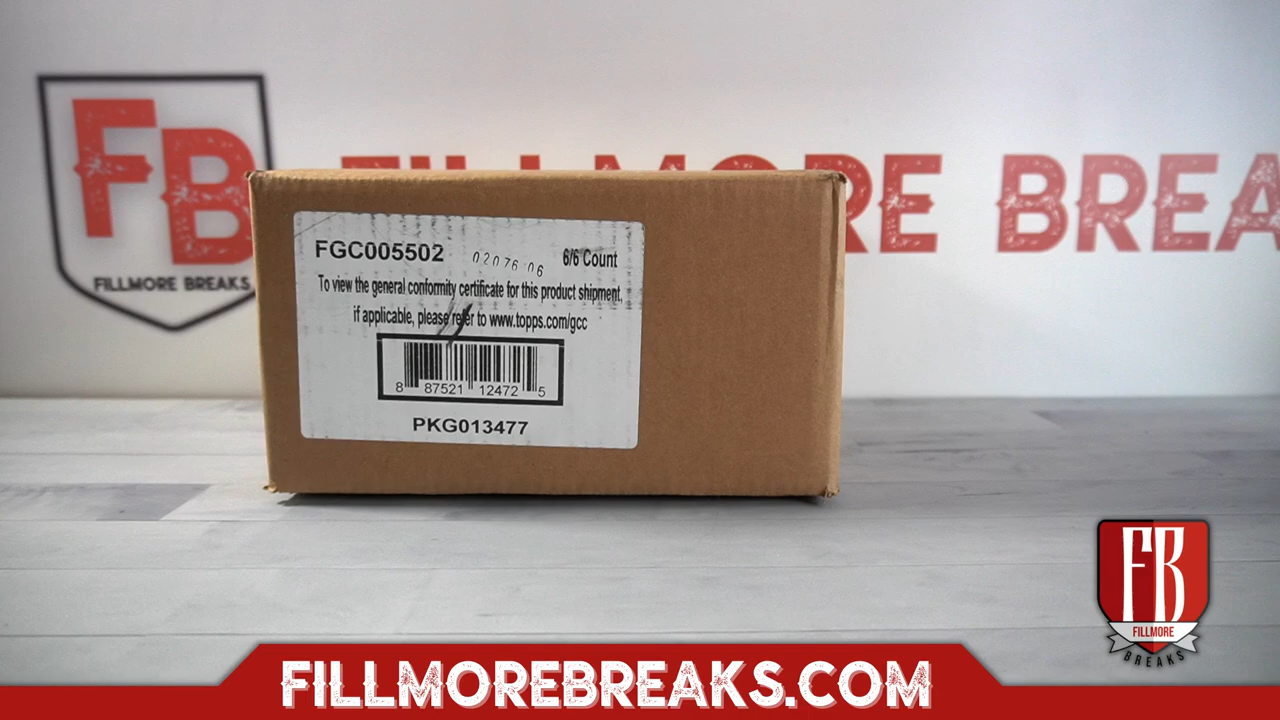 FB
FILLMORE BREAKS
FILLMORE BREA
FGC005502
02076 06
6/6 Count
To view the general conformity certificate for this product shipment,
if applicable, please refer to www.topps.com/gcc
8 87521 12472 5
PKG013477
FB
FILLMORE
BREAKS
FILLMOREBREAKS.COM